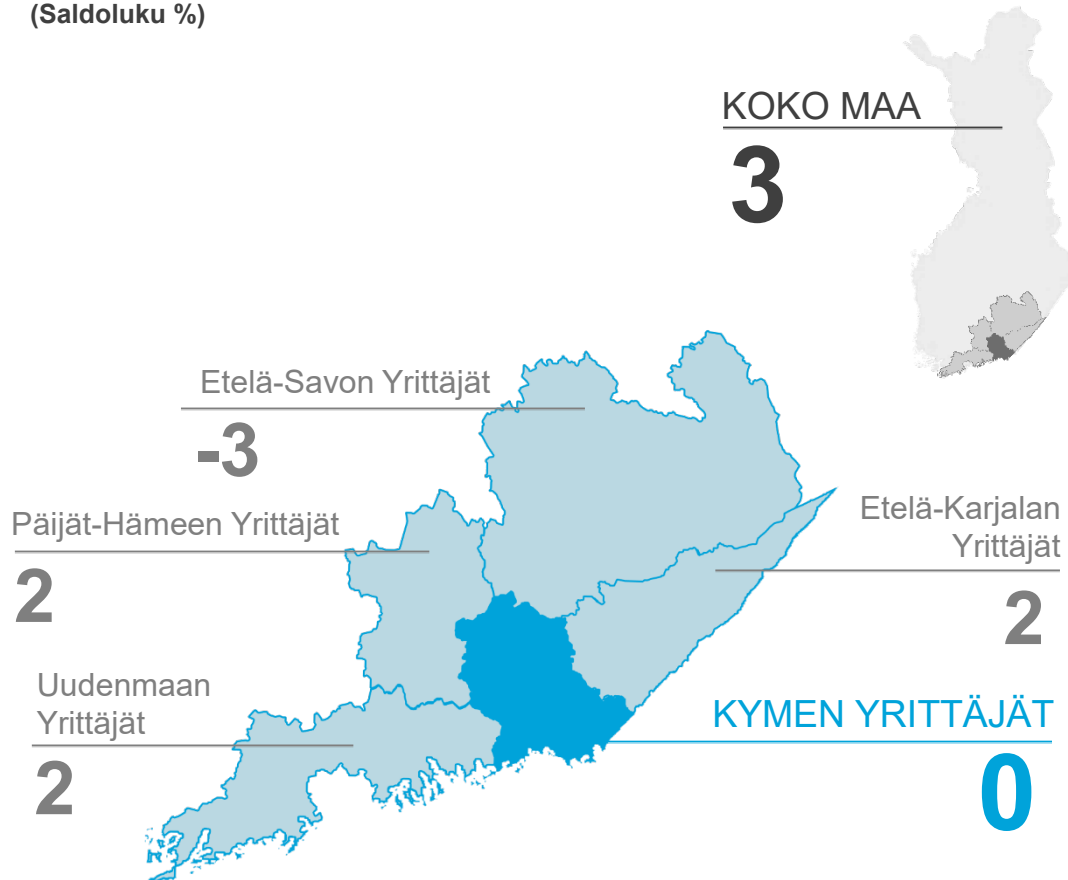 (Saldoluku %)
KOKO MAA
3
Etelä-Savon Yrittäjät
-3
Päijät-Hämeen Yrittäjät
2
Etelä-Karjalan
Yrittäjät
2
Uudenmaan
Yrittäjät
2
KYMEN YRITTÄJÄT
0